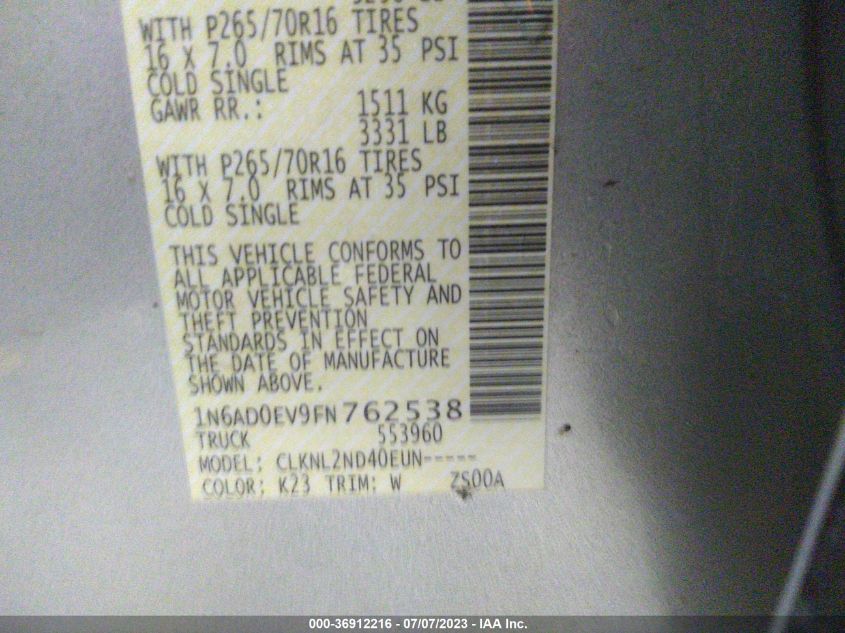 WITH P265/70R16 TIRES
16 X 7.0 RIMS AT 35 PSI
COLD SINGLE
GAWR RR.: 1511 KG
3331 LB
WITH P265/70R16 TIRES
16 X 7.0 RIMS AT 35 PSI
COLD SINGLE
THIS VEHICLE CONFORMS TO
ALL APPLICABLE FEDERAL
MOTOR VEHICLE SAFETY AND
THEFT PREVENTION
STANDARDS IN EFFECT ON
THE DATE OF MANUFACTURE
SHOWN ABOVE.
1N6AD0EV9FN762538
TRUCK 553960
MODEL: CLKNL2ND40EUN-----
COLOR: K23 TRIM: W ZS00A
000-36912216 - 07/07/2023 - IAA Inc.